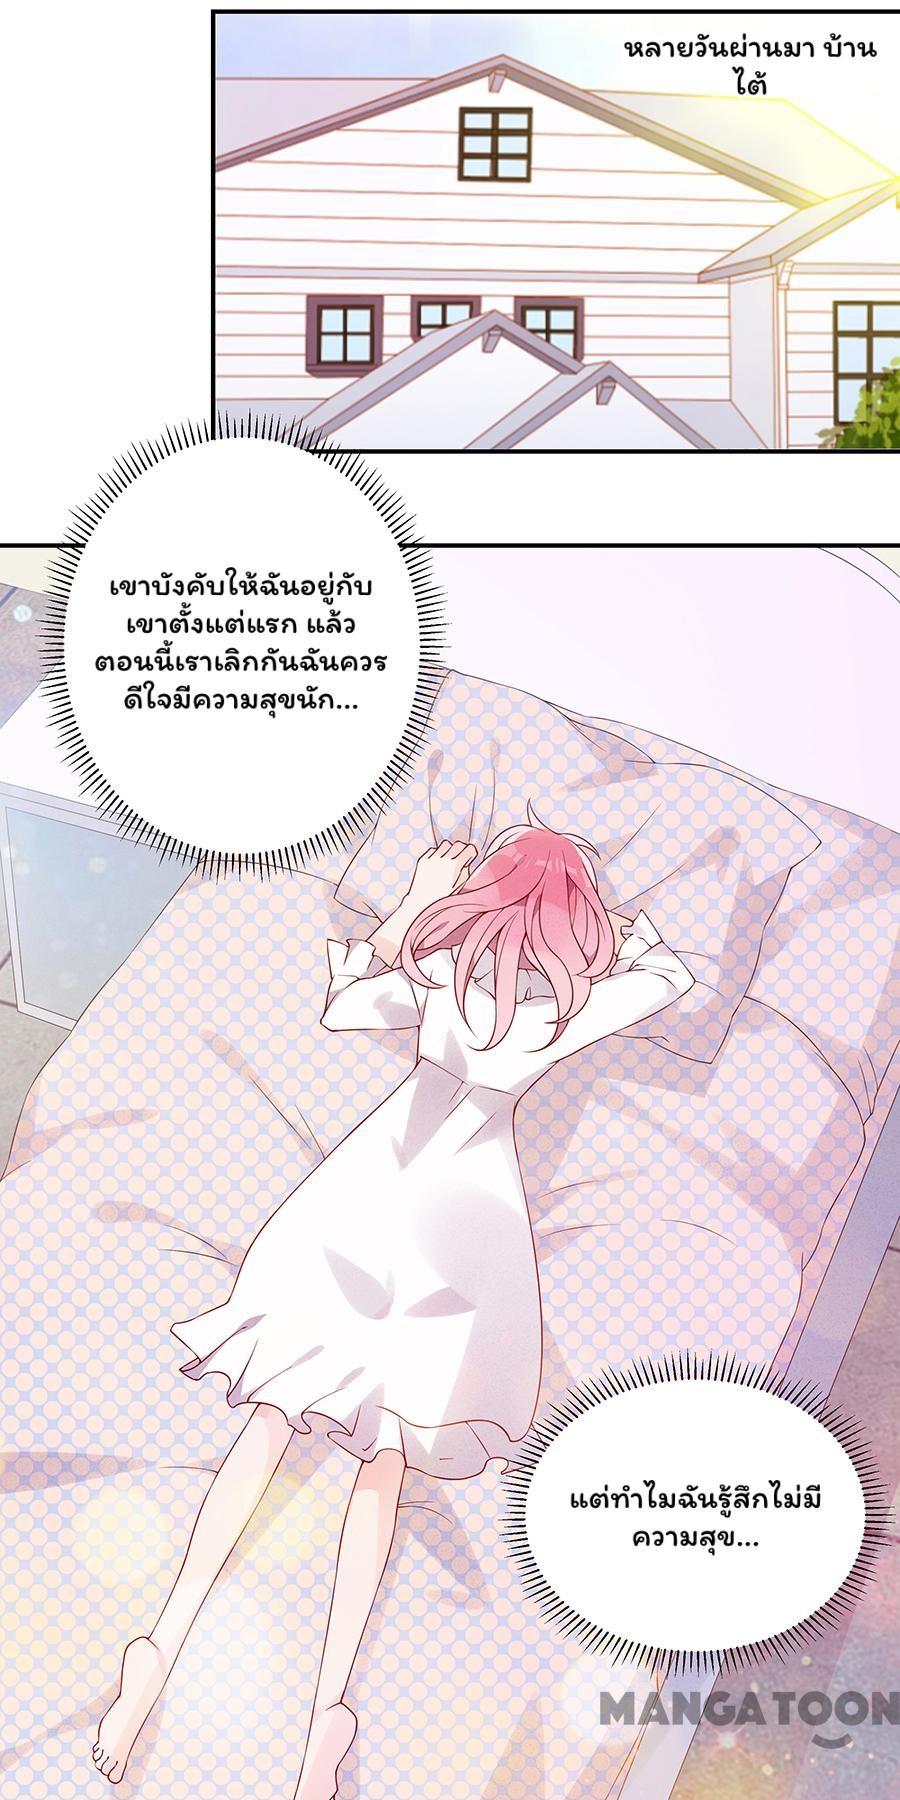 หลายวันผ่านมา บ้าน
ไต้
เขาบังคับให้ฉันอยู่กับ
เขาตั้งแต่แรก แล้ว
ตอนนี้เราเลิกกันฉันควร
ดีใจมีความสุขนัก...
แต่ทำไมฉันรู้สึกไม่มี
ความสุข...
MANGATOON